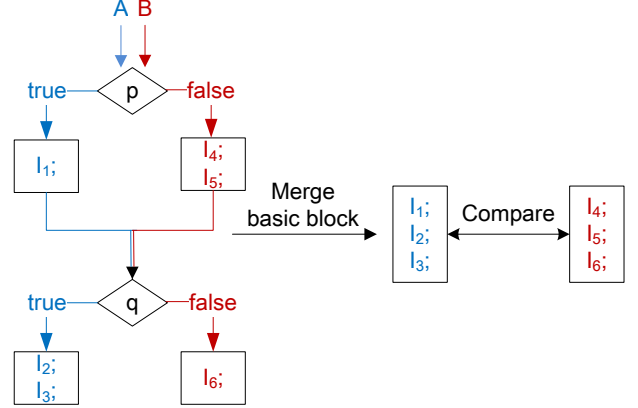 A B
true p false
I₁;
I₄;
I₅;
Merge
basic block
I₁;
I₂;
I₃;
Compare
I₄;
I₅;
I₆;
true q false
I₂;
I₃;
I₆;